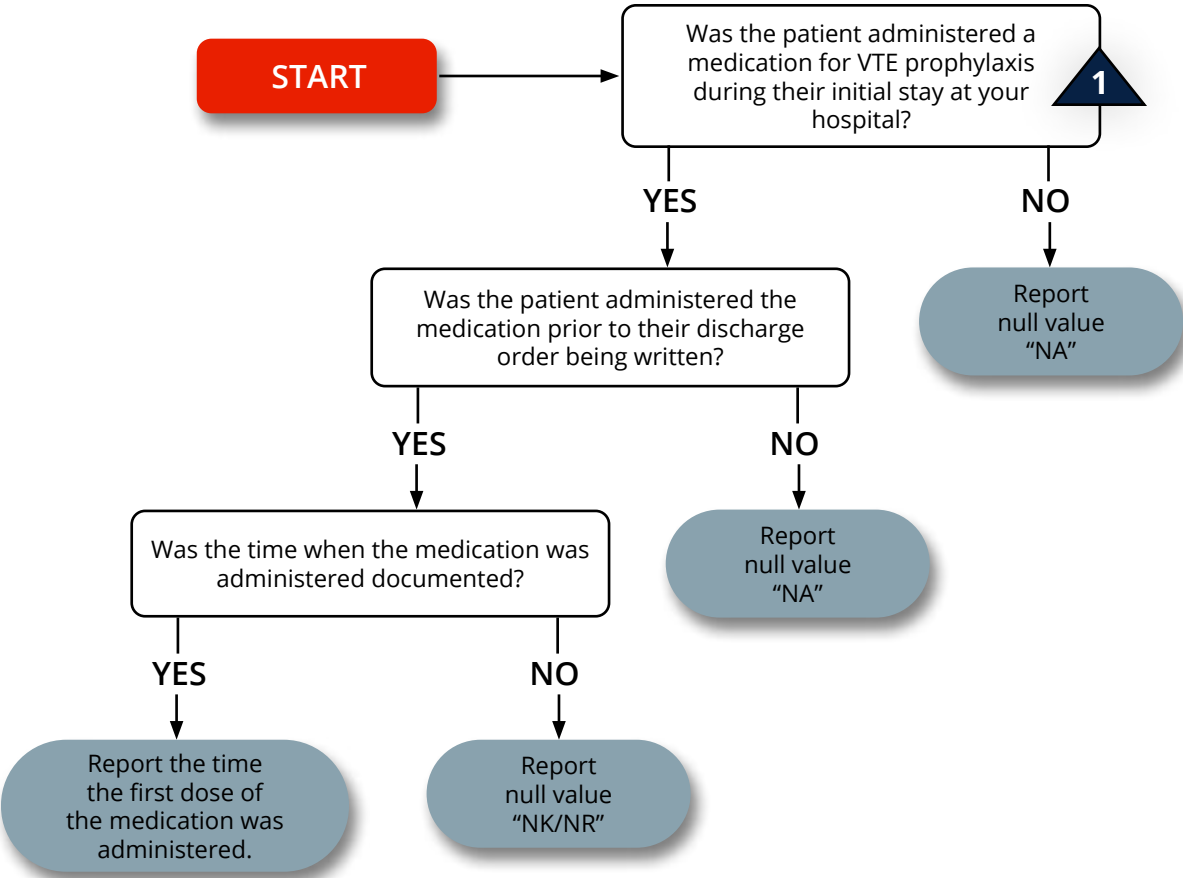 START
Was the patient administered a
medication for VTE prophylaxis
during their initial stay at your
hospital?
1
YES
NO
Was the patient administered the
medication prior to their discharge
order being written?
Report
null value
“NA”
YES
NO
Was the time when the medication was
administered documented?
Report
null value
“NA”
YES
NO
Report the time
the first dose of
the medication was
administered.
Report
null value
“NK/NR”